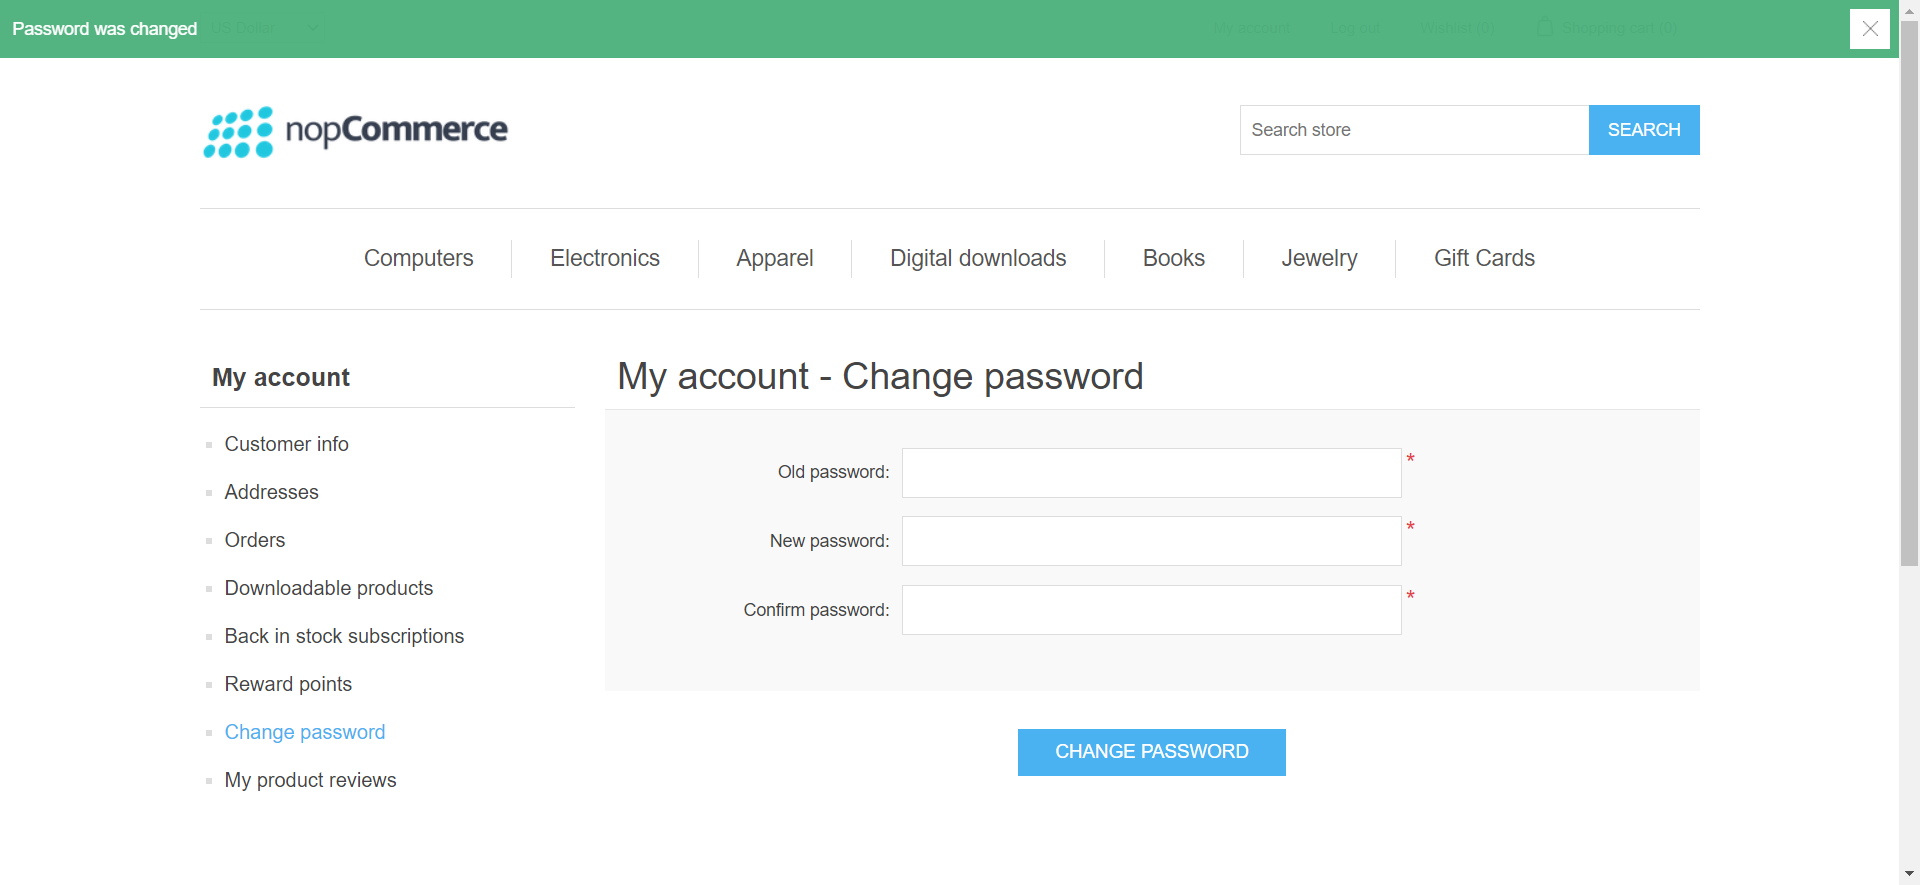 Password was changed
US Dollar
My account Log out Wishlist (0) Shopping cart (0)
nopCommerce
Search store
SEARCH
Computers
Electronics
Apparel
Digital downloads
Books
Jewelry
Gift Cards
My account
Customer info
Addresses
Orders
Downloadable products
Back in stock subscriptions
Reward points
Change password
My product reviews
My account - Change password
Old password: *
New password: *
Confirm password: *
CHANGE PASSWORD